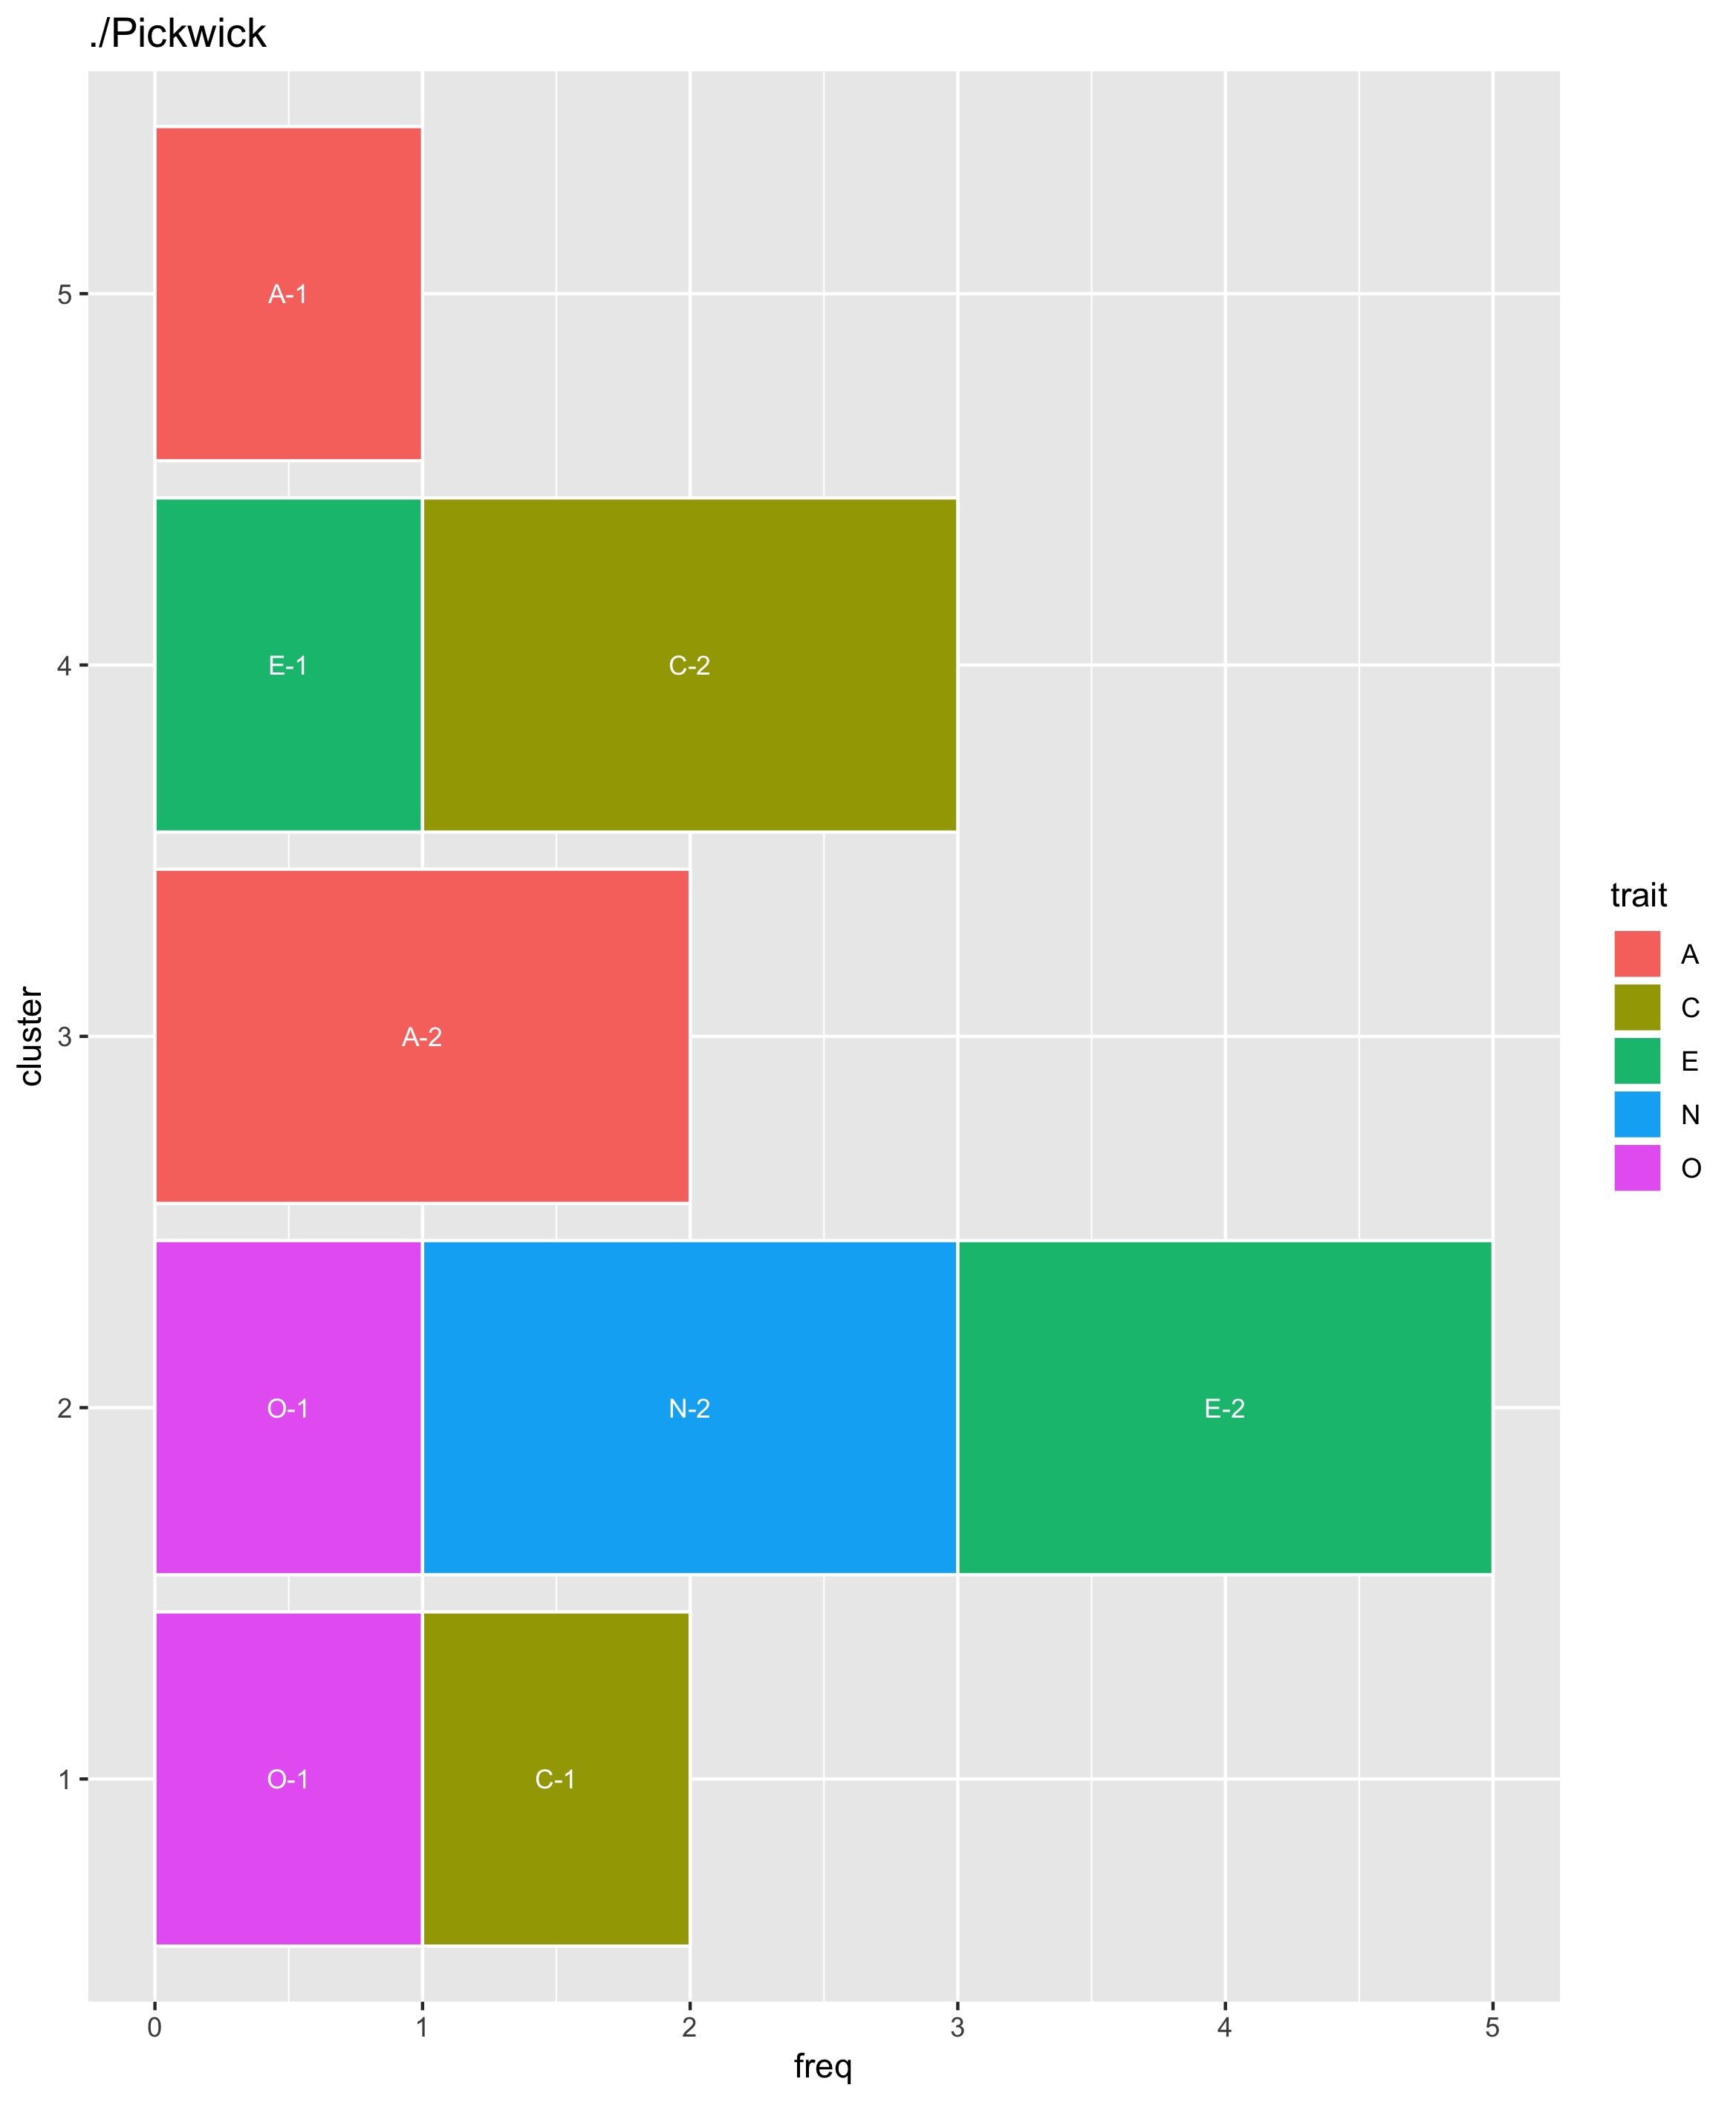 ./Pickwick
5
A-1
4
E-1 C-2
3
A-2
2
O-1 N-2 E-2
1
O-1 C-1
0 1 2 3 4 5
freq
cluster
trait
A
C
E
N
O